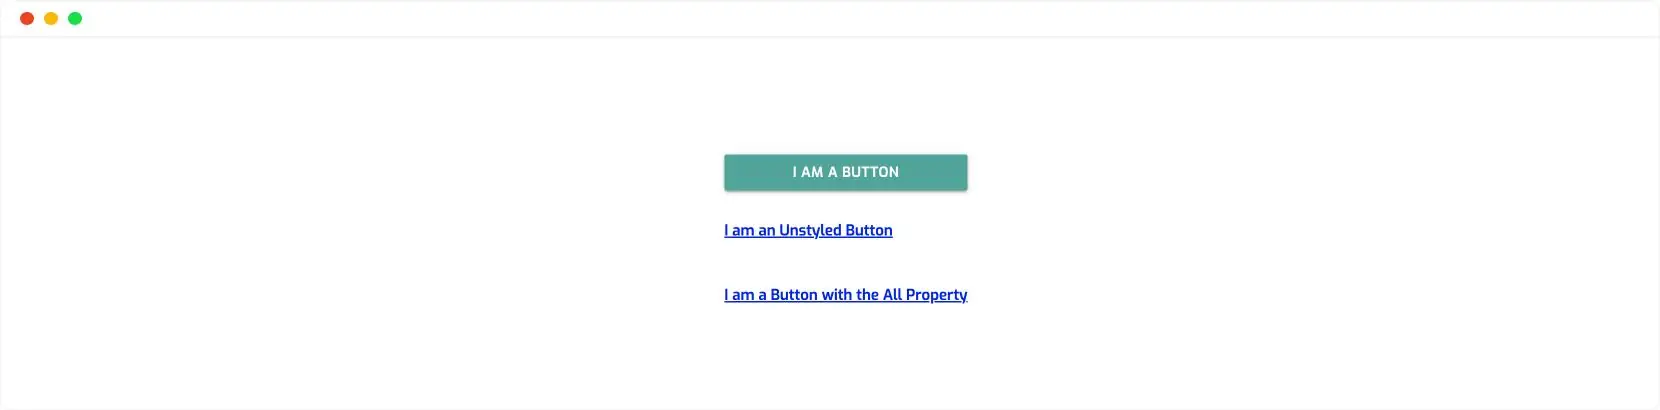 I AM A BUTTON
I am an Unstyled Button
I am a Button with the All Property